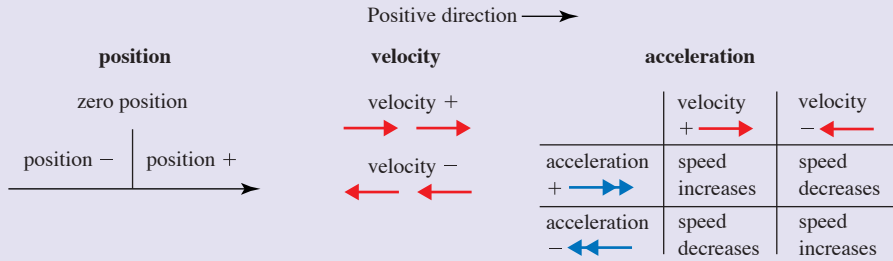 Positive direction
position
velocity
acceleration
zero position
position −
position +
velocity +
velocity −
velocity
+
velocity
−
acceleration
+
speed
increases
speed
decreases
acceleration
−
speed
decreases
speed
increases